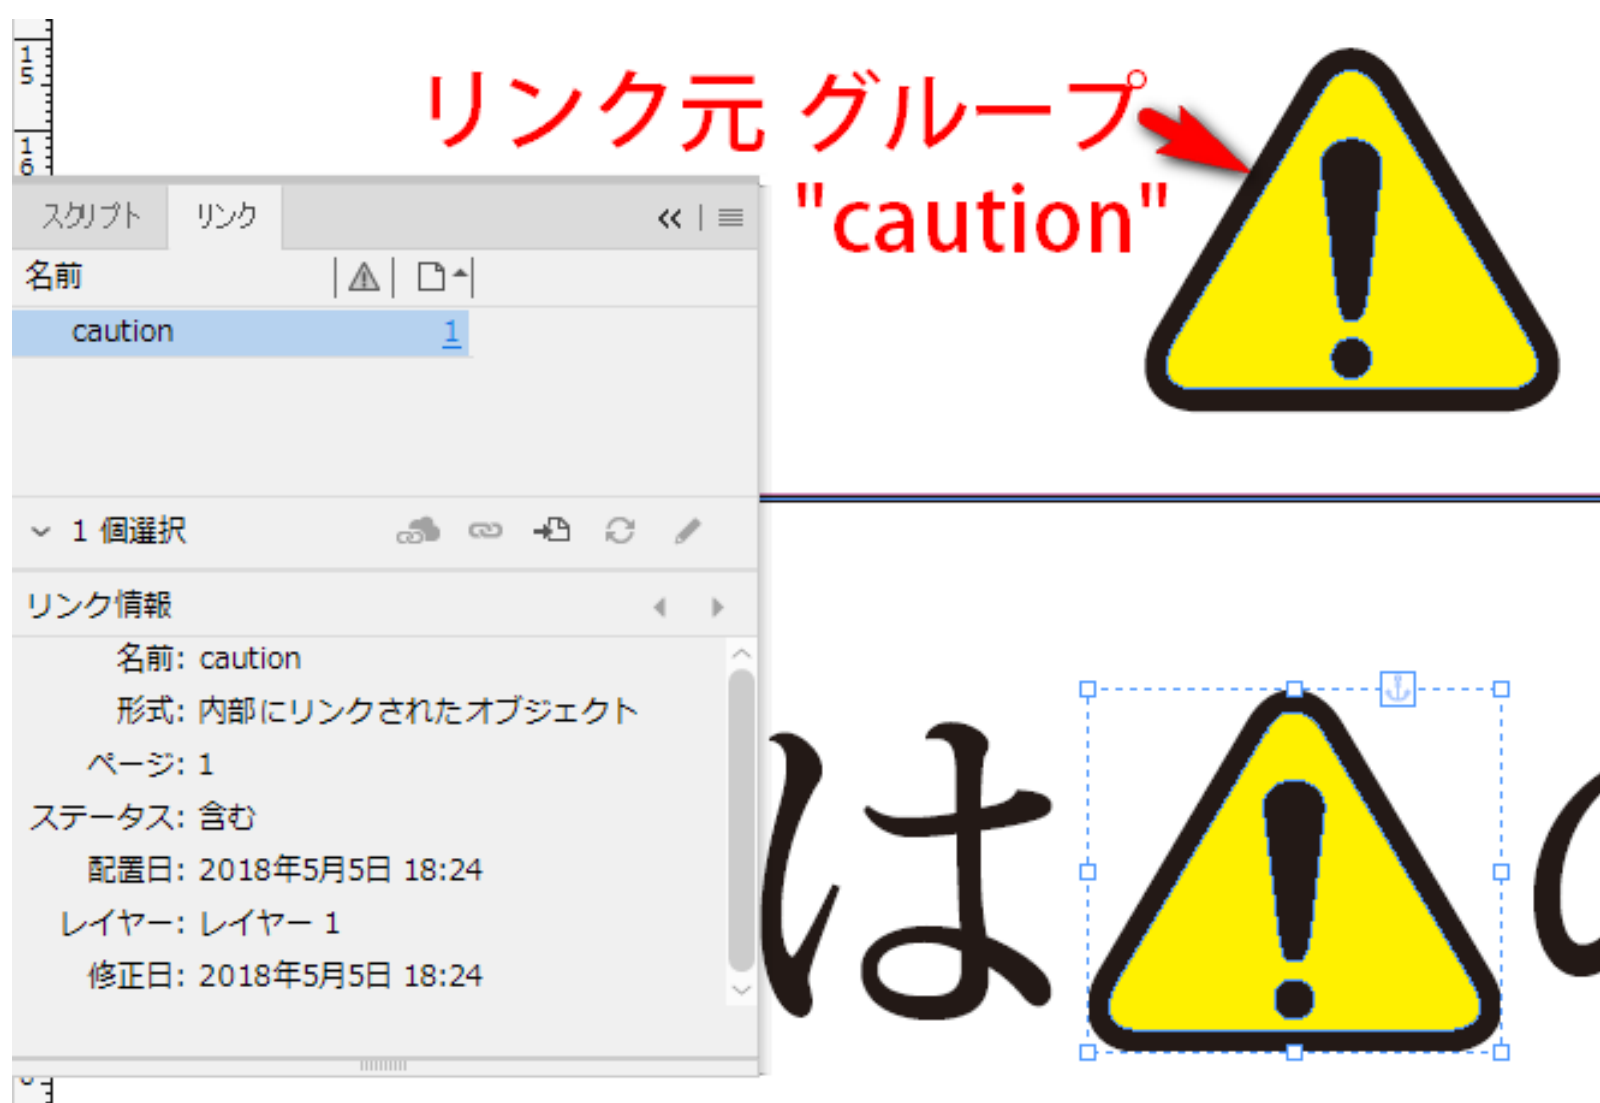 15
16
リンク元 グループ
"caution"
スクリプト リンク
名前
caution 1
1 個選択
リンク情報
名前: caution
形式: 内部にリンクされたオブジェクト
ページ: 1
ステータス: 含む
配置日: 2018年5月5日 18:24
レイヤー: レイヤー 1
修正日: 2018年5月5日 18:24
は